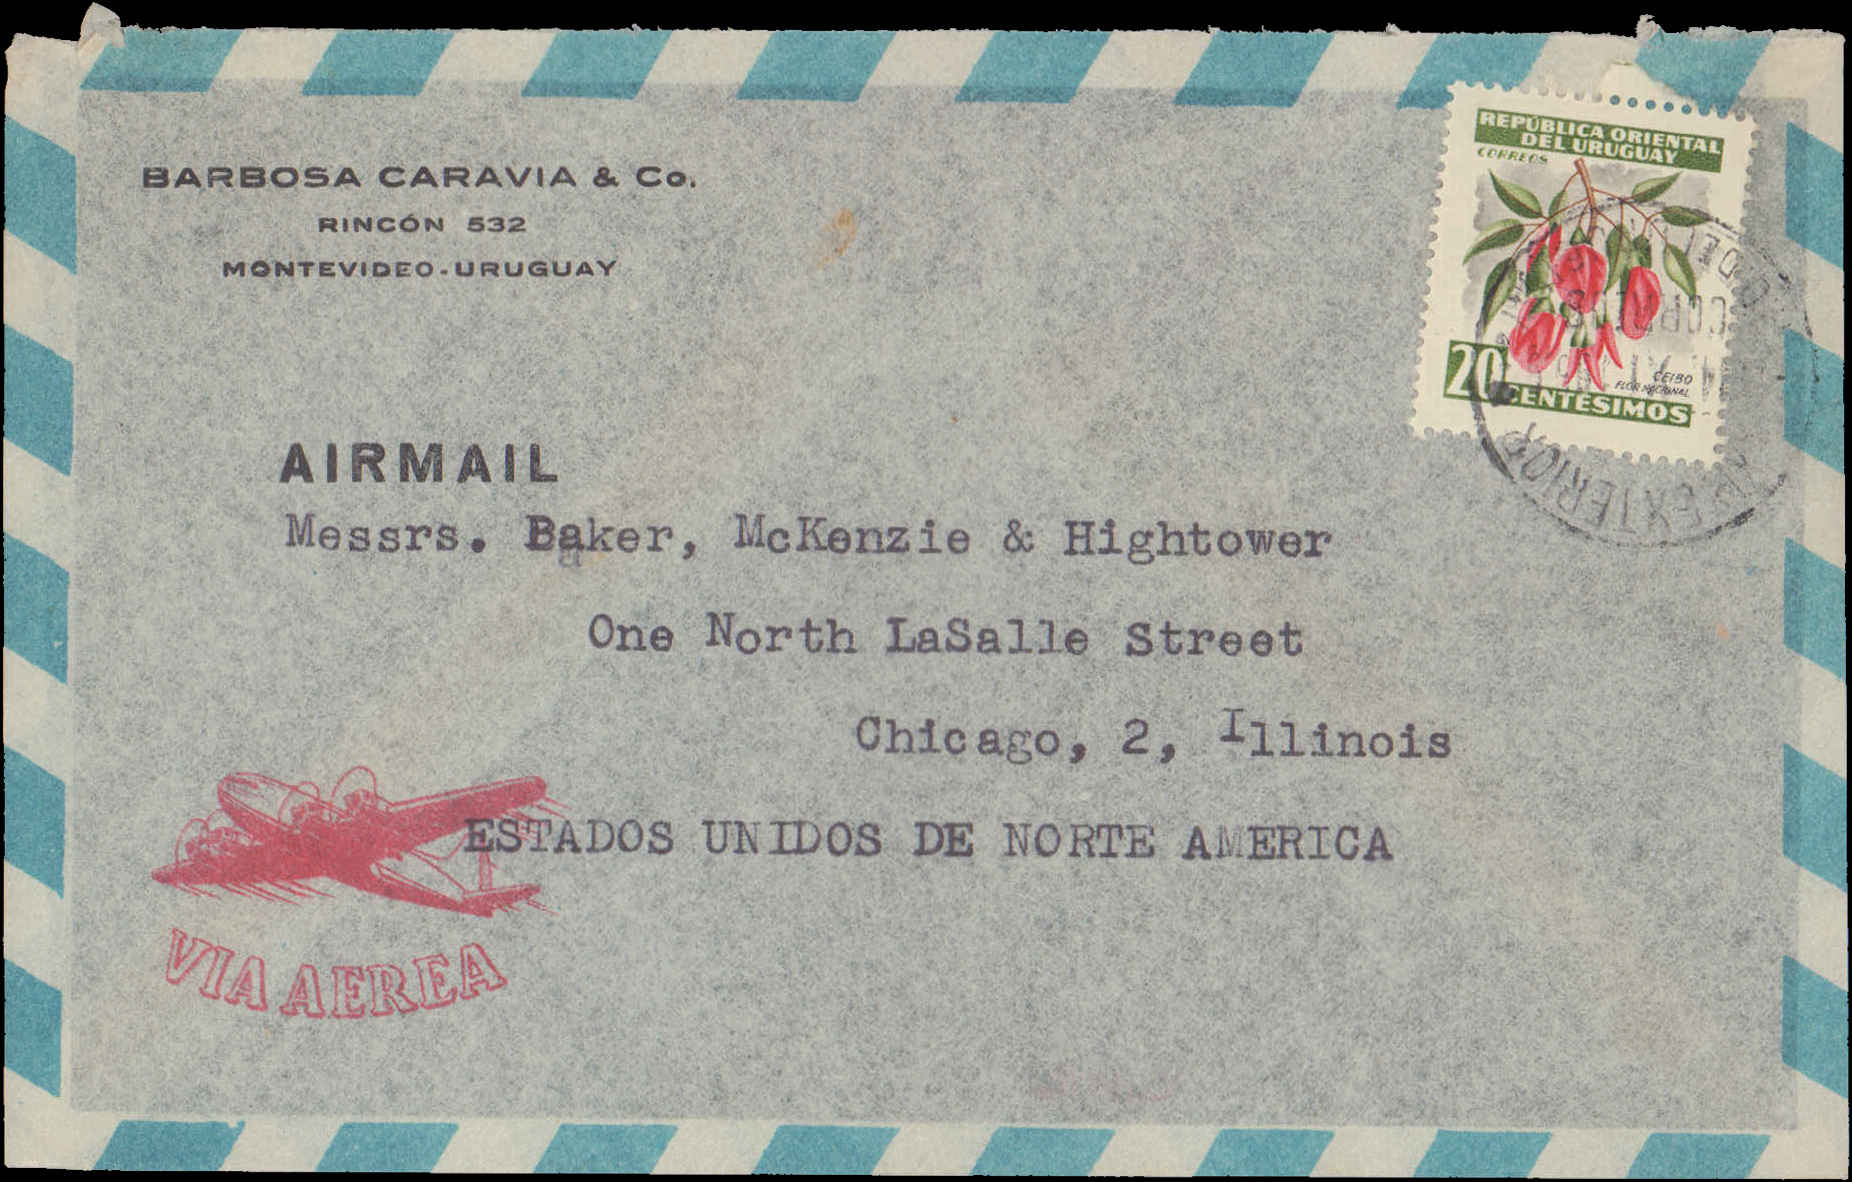 BARBOSA CARAVIA & Co.
RINCÓN 532
MONTEVIDEO-URUGUAY
REPÚBLICA ORIENTAL
DEL URUGUAY
CORREOS
20 CENTESIMOS
CEIBO
FLOR NACIONAL
EXTERIOR
AIRMAIL
Messrs. Baker, McKenzie & Hightower
One North LaSalle Street
Chicago, 2, Illinois
ESTADOS UNIDOS DE NORTE AMERICA
VIA AEREA